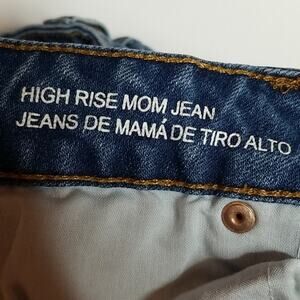 HIGH RISE MOM JEAN
JEANS DE MAMÁ DE TIRO ALTO